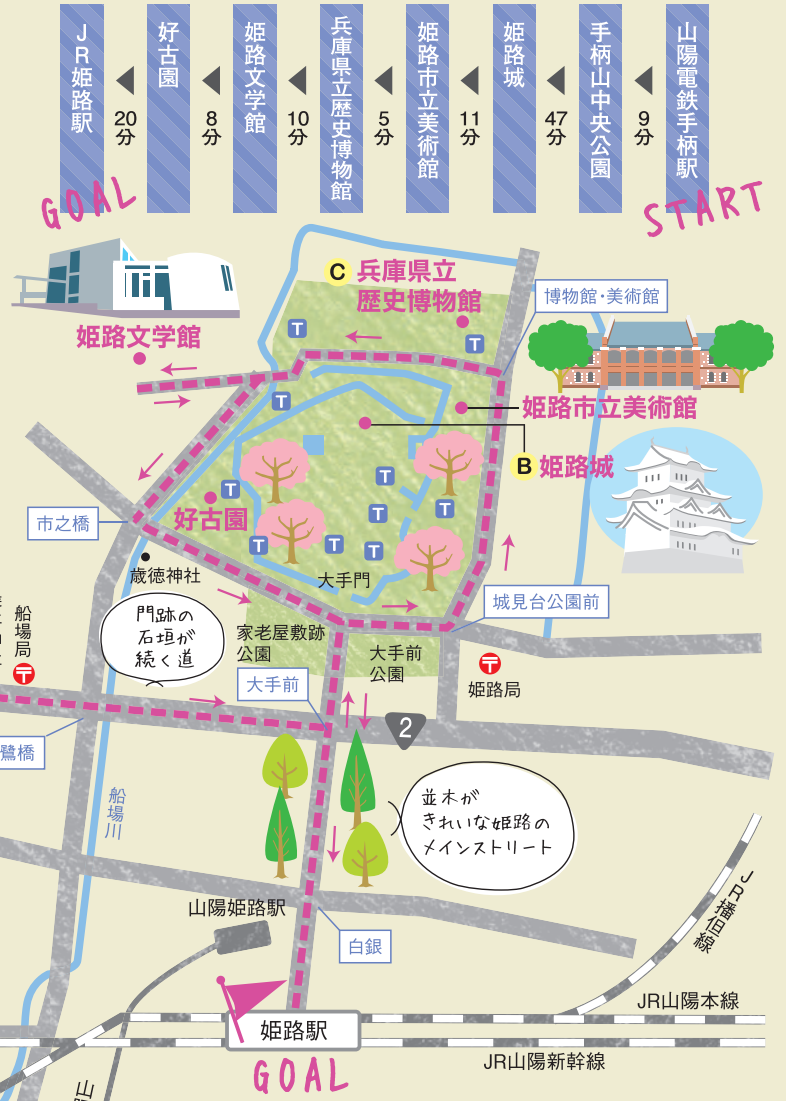 山陽電鉄手柄駅
9分
手柄山中央公園
47分
姫路城
11分
姫路市立美術館
5分
兵庫県立歴史博物館
10分
姫路文学館
8分
好古園
20分
JR姫路駅
START
GOAL
C 兵庫県立
歴史博物館
博物館・美術館
姫路文学館
姫路市立美術館
B 姫路城
T
T
T
T
T
T
T
T
T
T
好古園
市之橋
歳徳神社
大手門
城見台公園前
門跡の
石垣が
続く道
船場局
家老屋敷跡
公園
大手前
公園
姫路局
大手前
2
鷺橋
船場川
並木が
きれいな姫路の
メインストリート
JR播但線
山陽姫路駅
白銀
JR山陽本線
姫路駅
JR山陽新幹線
GOAL